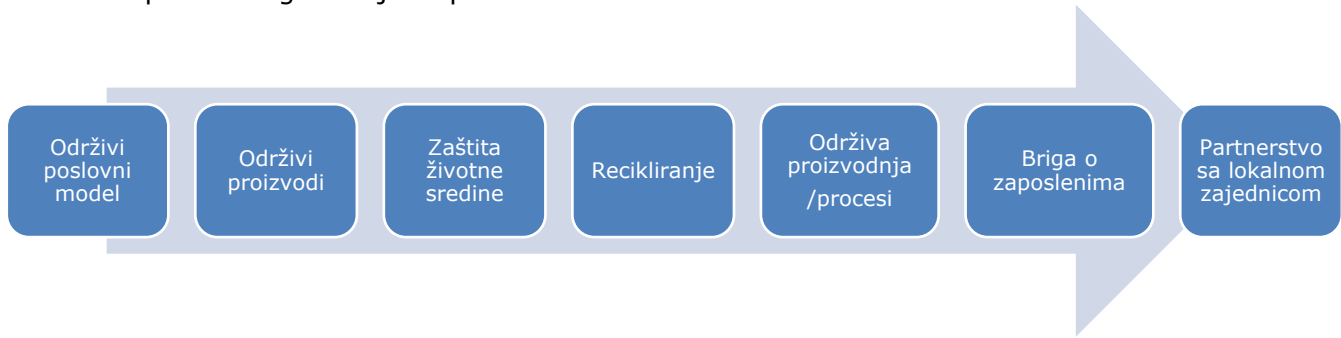 Održivi
poslovni
model
Održivi
proizvodi
Zaštita
životne
sredine
Recikliranje
Održiva
proizvodnja
/procesi
Briga o
zaposlenima
Partnerstvo
sa lokalnom
zajednicom